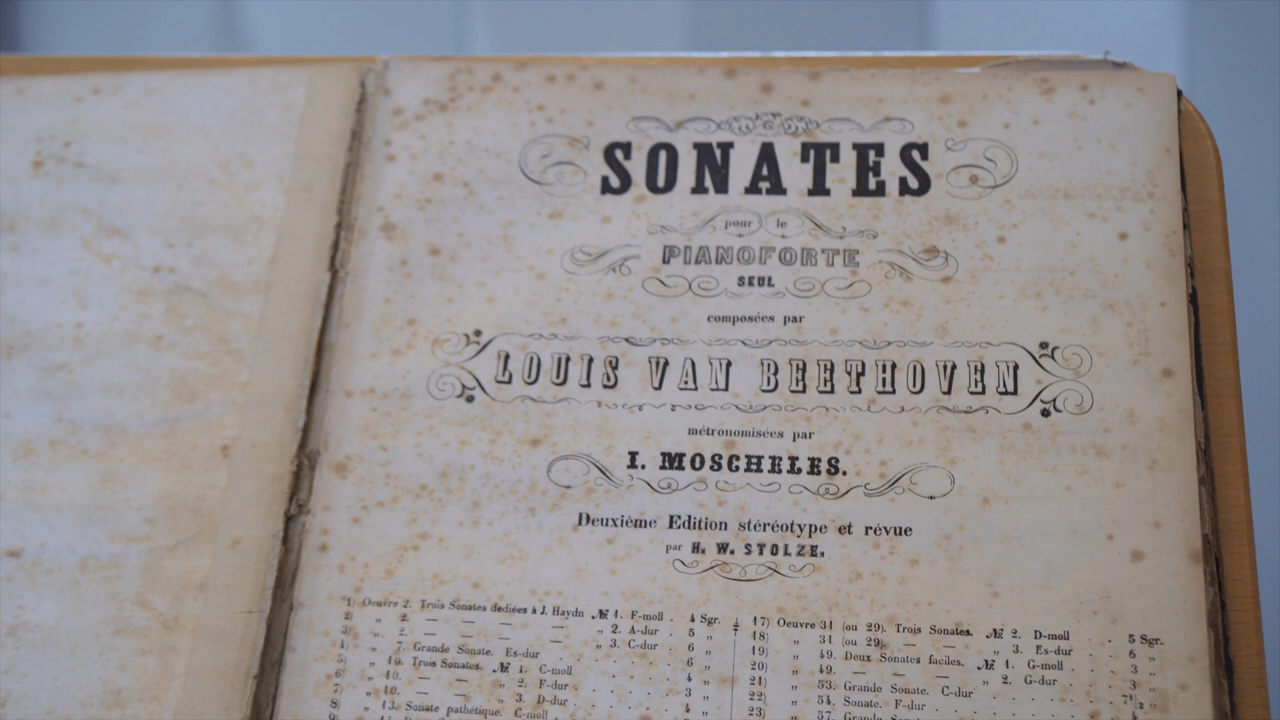 SONATES
pour le
PIANOFORTE
SEUL
composées par
LOUIS VAN BEETHOVEN
métronomisées par
I. MOSCHELES.
Deuxième Edition stéréotype et révue
par H. W. STOLZE.
1) Oeuvre 2. Trois Sonates dediées à J. Haydn № 1. F-moll . 4 Sgr.
2) „ 2. — — — — „ 2. A-dur . 5 „
3) „ 2. — — — — „ 3. C-dur . 6 „
4) „ 7. Grande Sonate. Es-dur . . . . 6 „
5) „ 10. Trois Sonates. № 1. C-moll . . . 4 „
6) „ 10. — — „ 2. F-dur . . . 3 „
7) „ 10. — — „ 3. D-dur . . . 4 „
8) „ 13. Sonate pathétique. C-moll
17) Oeuvre 31 (ou 29). Trois Sonates. № 2. D-moll . . 5 Sgr.
18) „ 31 (ou 29). — — „ 3. Es-dur . . 6 „
19) „ 49. Deux Sonates faciles. № 1. G-moll . . 3 „
20) „ 49. — — — „ 2. G-dur . . 3 „
21) „ 53. Grande Sonate. C-dur . . . 7½ „
22) „ 54. Sonate. F-dur . . .
23) „ 57. Grande